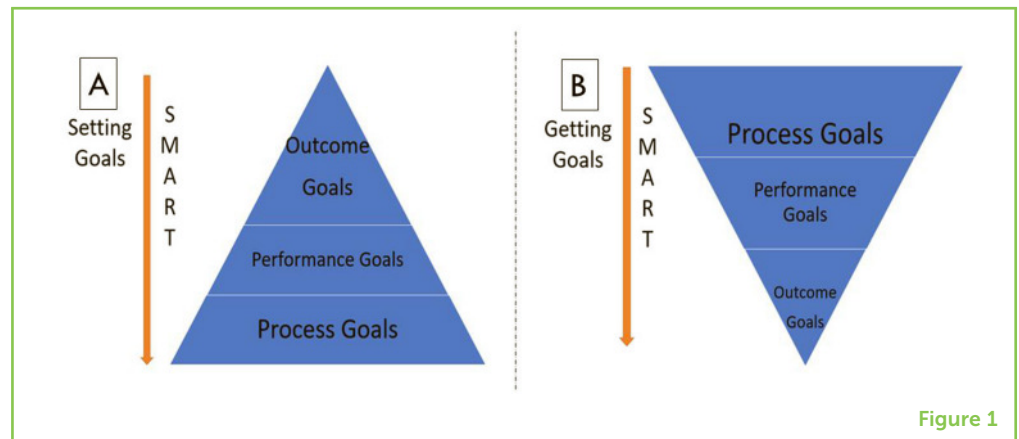 A
Setting
Goals
S
M
A
R
T
Outcome
Goals
Performance Goals
Process Goals
B
Getting
Goals
S
M
A
R
T
Process Goals
Performance
Goals
Outcome
Goals
Figure 1